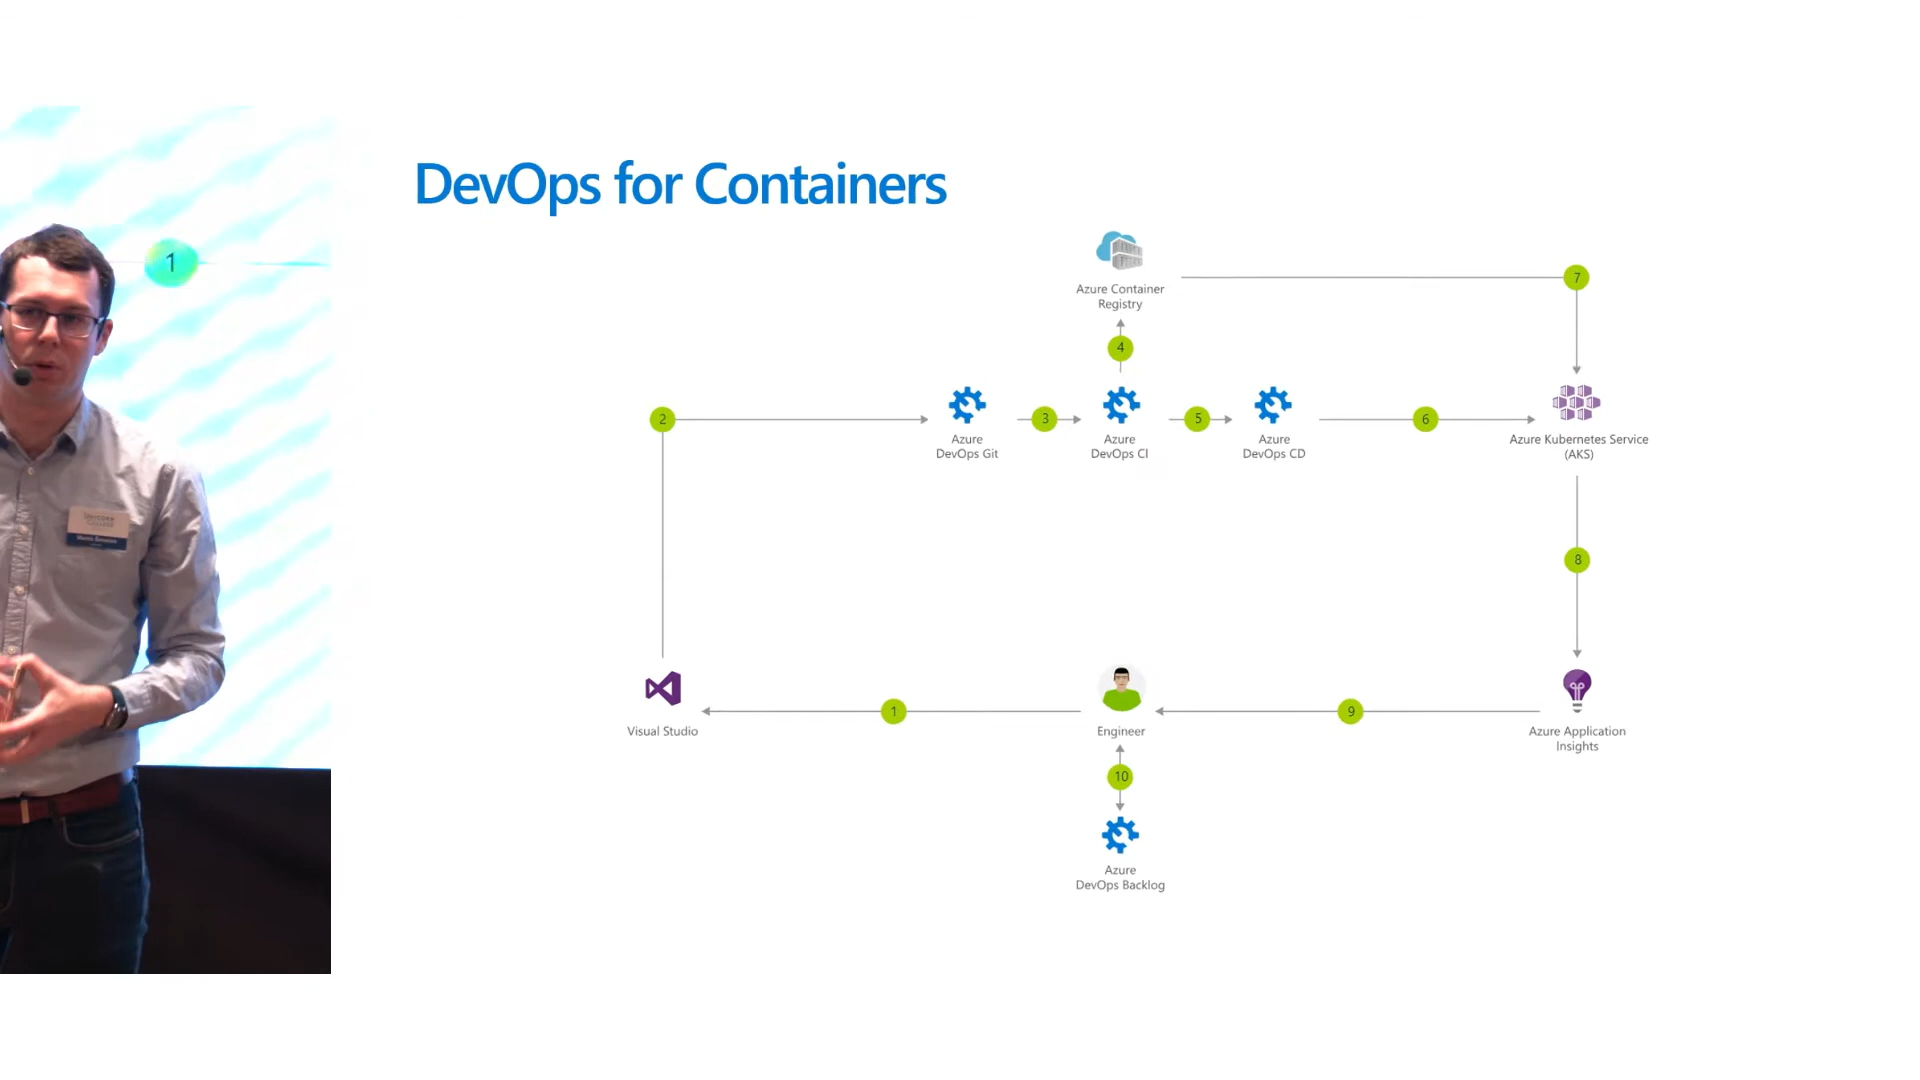 DevOps for Containers
1
Azure Container
Registry
7
4
2
3
5
6
Azure
DevOps Git
Azure
DevOps CI
Azure
DevOps CD
Azure Kubernetes Service
(AKS)
8
Visual Studio
1
Engineer
9
Azure Application
Insights
10
Azure
DevOps Backlog